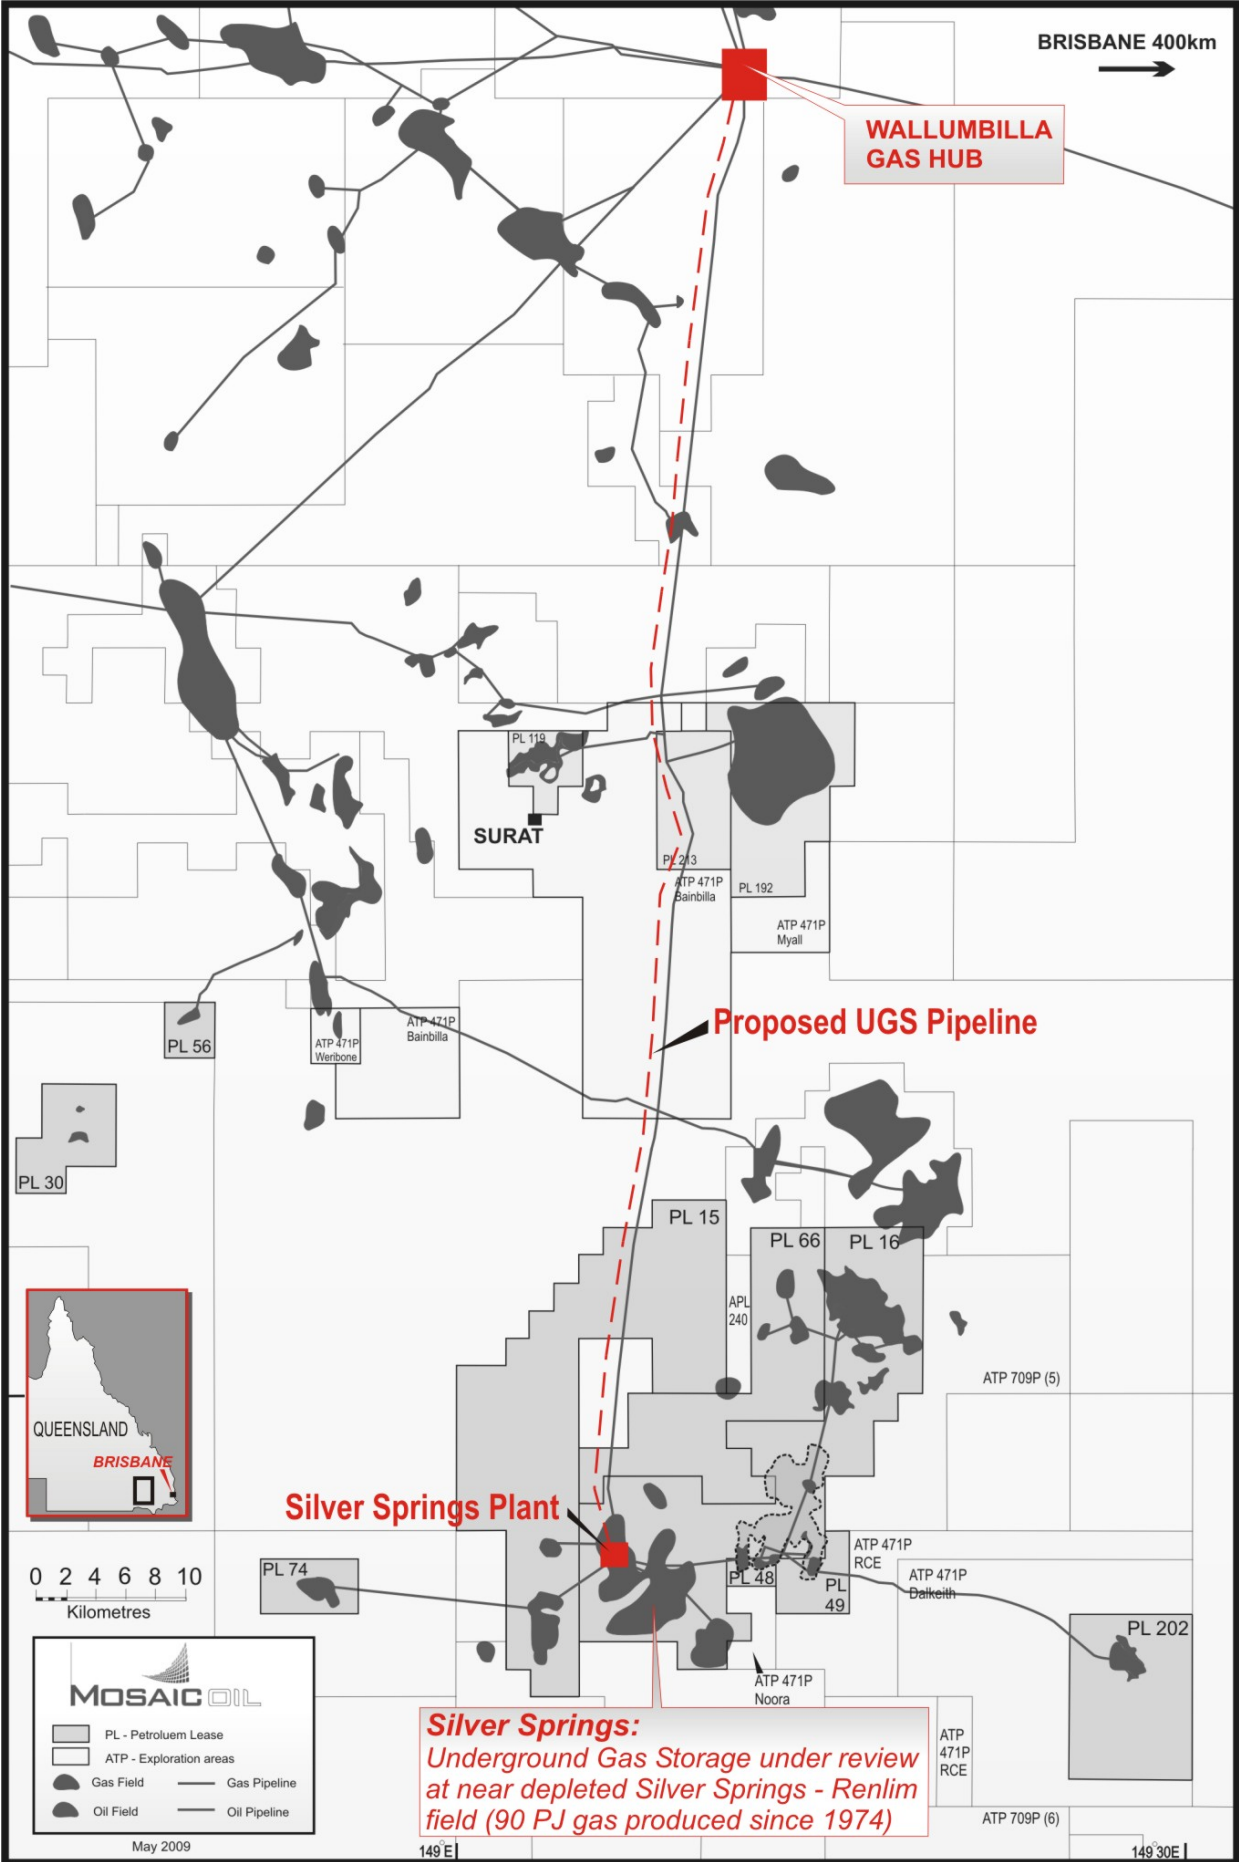 BRISBANE 400km
WALLUMBILLA
GAS HUB
PL 119
SURAT
PL 213
ATP 471P
Bainbilla
PL 192
ATP 471P
Myall
Proposed UGS Pipeline
PL 56
ATP 471P
Weribone
ATP 471P
Bainbilla
PL 30
PL 15
PL 66
PL 16
APL
240
ATP 709P (5)
QUEENSLAND
BRISBANE
Silver Springs Plant
0 2 4 6 8 10
Kilometres
PL 74
PL 48
PL
49
ATP 471P
RCE
ATP 471P
Dalkeith
PL 202
ATP 471P
Noora
MOSAIC OIL
PL - Petroluem Lease
ATP - Exploration areas
Gas Field
Gas Pipeline
Oil Field
Oil Pipeline
May 2009
Silver Springs:
Underground Gas Storage under review
at near depleted Silver Springs - Renlim
field (90 PJ gas produced since 1974)
ATP
471P
RCE
ATP 709P (6)
149°E
149°30E